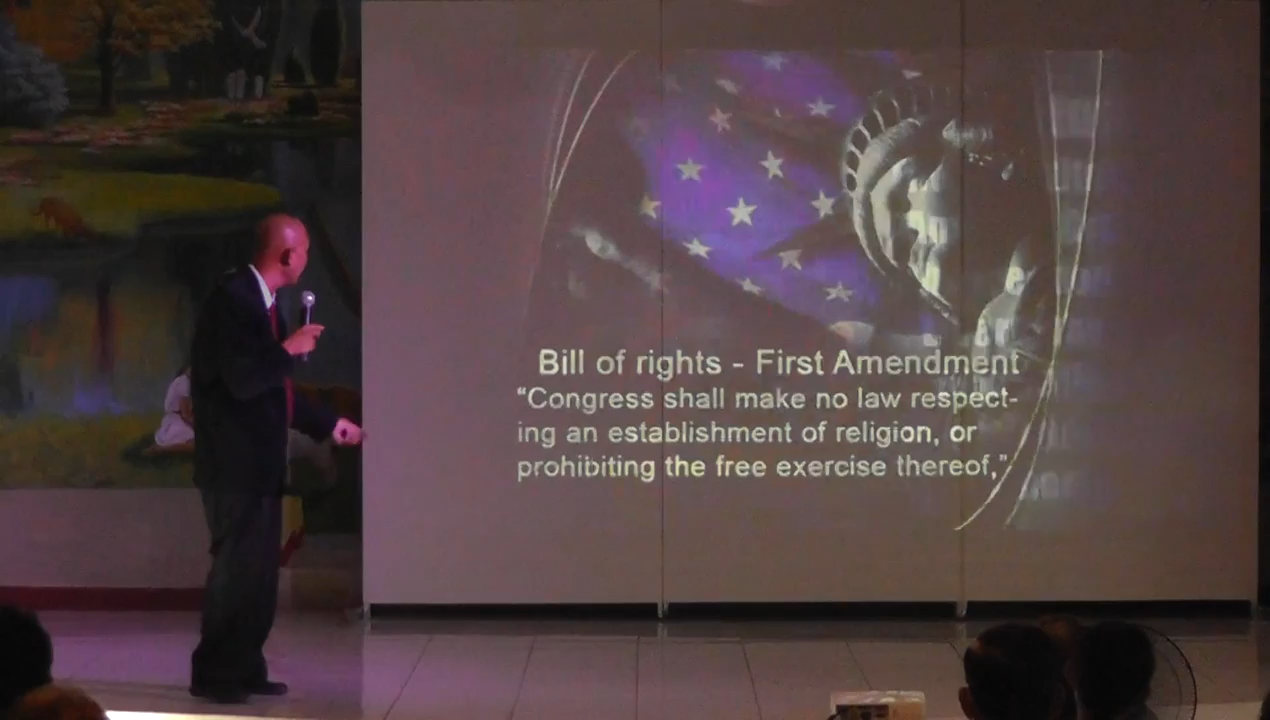 Bill of rights - First Amendment
“Congress shall make no law respect-
ing an establishment of religion, or
prohibiting the free exercise thereof,”